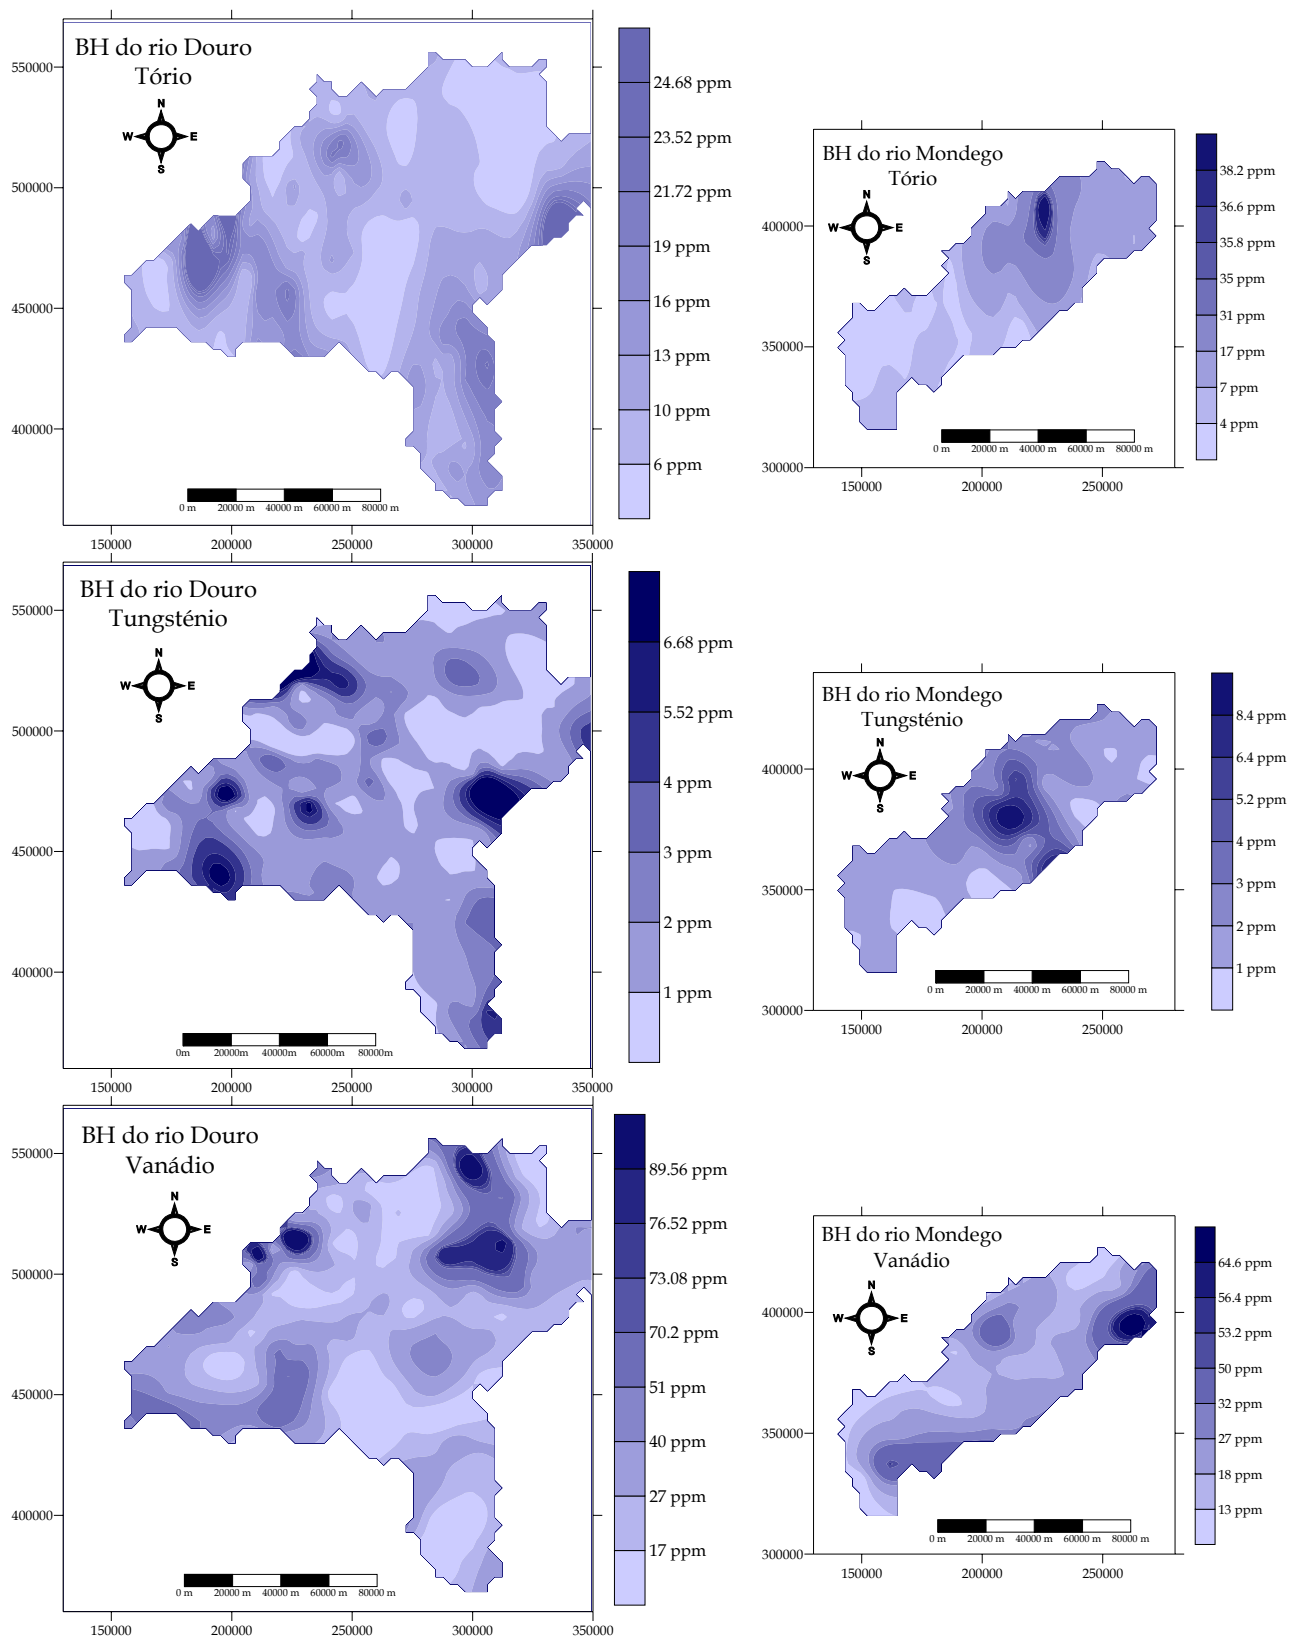 BH do rio Douro
Tório
N
W E
S
550000
500000
450000
400000
0 m 20000 m 40000 m 60000 m 80000 m
150000 200000 250000 300000 350000
24.68 ppm
23.52 ppm
21.72 ppm
19 ppm
16 ppm
13 ppm
10 ppm
6 ppm
BH do rio Mondego
Tório
N
W E
S
400000
350000
300000
0 m 20000 m 40000 m 60000 m 80000 m
150000 200000 250000
38.2 ppm
36.6 ppm
35.8 ppm
35 ppm
31 ppm
17 ppm
7 ppm
4 ppm
BH do rio Douro
Tungsténio
N
W E
S
550000
500000
450000
400000
0m 20000m 40000m 60000m 80000m
150000 200000 250000 300000 350000
6.68 ppm
5.52 ppm
4 ppm
3 ppm
2 ppm
1 ppm
BH do rio Mondego
Tungsténio
N
W E
S
400000
350000
300000
0 m 20000 m 40000 m 60000 m 80000 m
150000 200000 250000
8.4 ppm
6.4 ppm
5.2 ppm
4 ppm
3 ppm
2 ppm
1 ppm
BH do rio Douro
Vanádio
N
W E
S
550000
500000
450000
400000
0 m 20000 m 40000 m 60000 m 80000 m
150000 200000 250000 300000 350000
89.56 ppm
76.52 ppm
73.08 ppm
70.2 ppm
51 ppm
40 ppm
27 ppm
17 ppm
BH do rio Mondego
Vanádio
N
W E
S
400000
350000
300000
0 m 20000 m 40000 m 60000 m 80000 m
150000 200000 250000
64.6 ppm
56.4 ppm
53.2 ppm
50 ppm
32 ppm
27 ppm
18 ppm
13 ppm